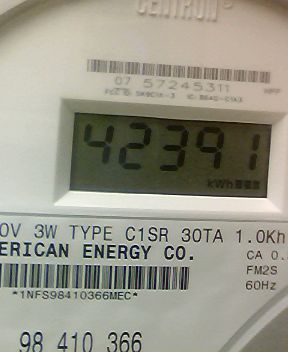 CENTRON®
07 57245311
42391
kWh
0V 3W TYPE C1SR 30TA 1.0Kh
ERICAN ENERGY CO.
CA 0.
FM2S
*1NFS98410366MEC*
60Hz
98 410 366